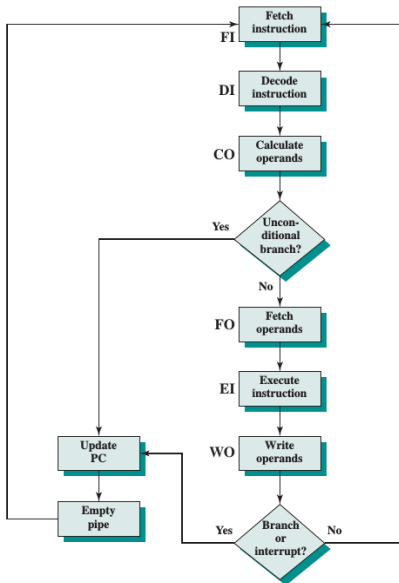 Fetch
instruction
FI
Decode
instruction
DI
Calculate
operands
CO
Uncon-
ditional
branch?
Yes
No
Fetch
operands
FO
Execute
instruction
EI
Write
operands
WO
Update
PC
Empty
pipe
Branch
or
interrupt?
Yes
No